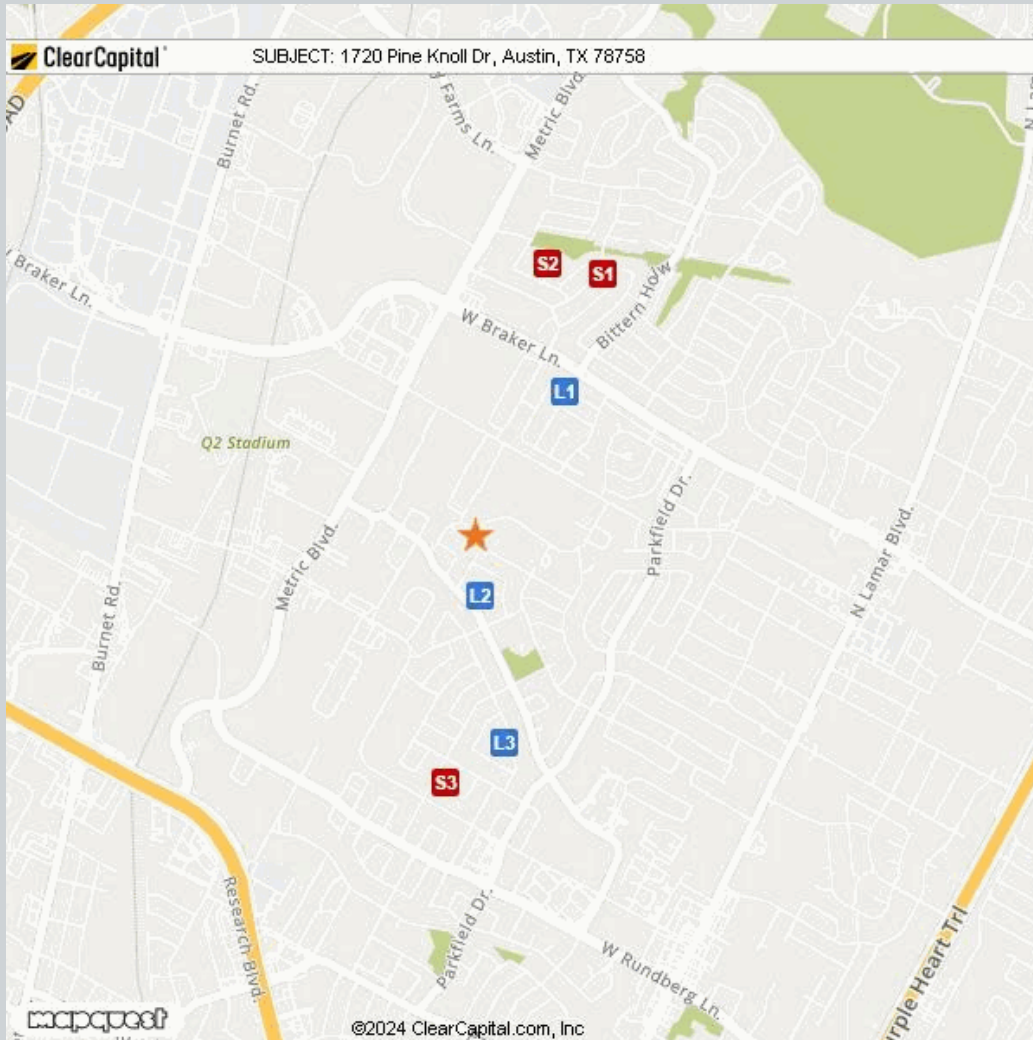 ClearCapital
SUBJECT: 1720 Pine Knoll Dr, Austin, TX 78758
Burnet Rd.
Farms Ln.
Metric Blvd.
S2
S1
Braker Ln.
Bittern Ho/w
W Braker Ln.
L1
Q2 Stadium
Parkfield Dr.
Metric Blvd.
N Lamar Blvd.
L2
Burnet Rd.
L3
S3
Research Blvd.
Parkfield Dr.
W Rundberg Ln.
Heart Trl
mapquest
©2024 ClearCapital.com, Inc